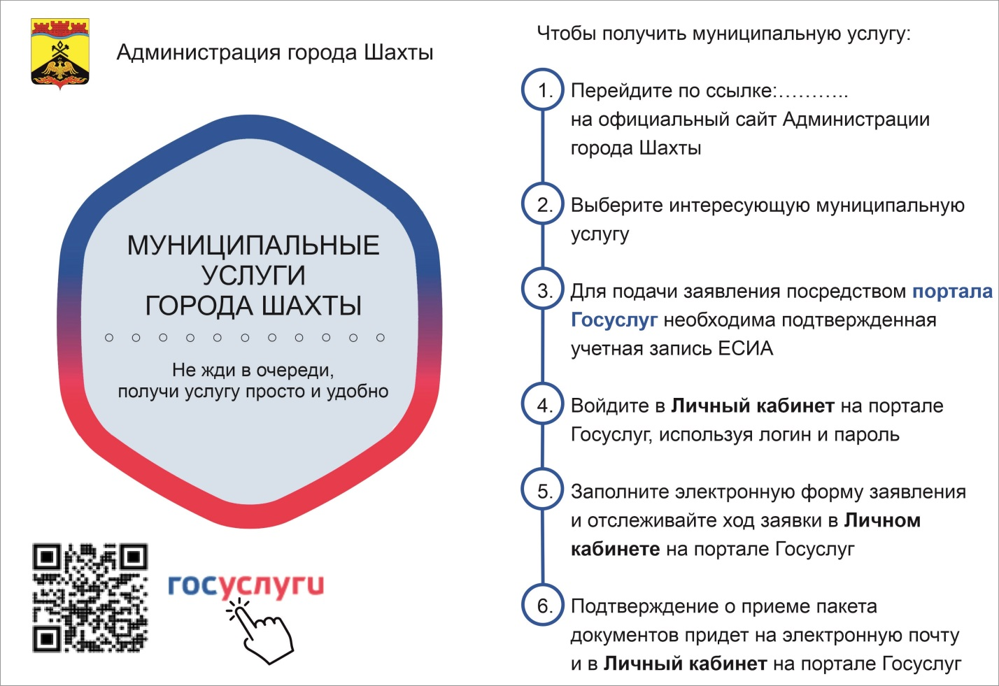 Администрация города Шахты
МУНИЦИПАЛЬНЫЕ
УСЛУГИ
ГОРОДА ШАХТЫ
Не жди в очереди,
получи услугу просто и удобно
госуслуги
Чтобы получить муниципальную услугу:
1. Перейдите по ссылке:………..
на официальный сайт Администрации
города Шахты
2. Выберите интересующую муниципальную
услугу
3. Для подачи заявления посредством портала
Госуслуг необходима подтвержденная
учетная запись ЕСИА
4. Войдите в Личный кабинет на портале
Госуслуг, используя логин и пароль
5. Заполните электронную форму заявления
и отслеживайте ход заявки в Личном
кабинете на портале Госуслуг
6. Подтверждение о приеме пакета
документов придет на электронную почту
и в Личный кабинет на портале Госуслуг